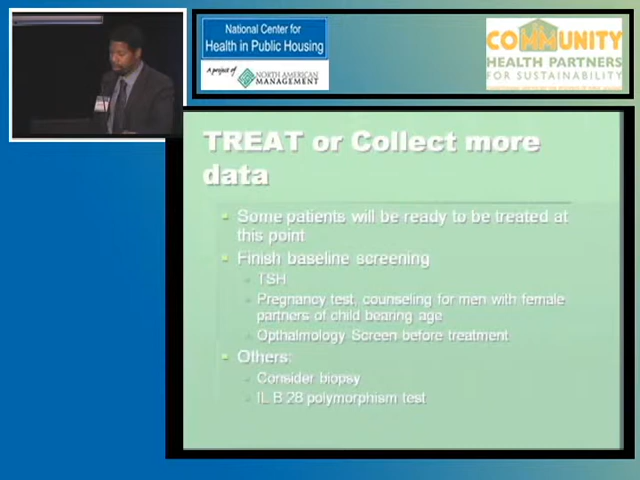 National Center for
Health in Public Housing
a project of
NORTH AMERICAN
MANAGEMENT
COMMUNITY
HEALTH PARTNERS
FOR SUSTAINABILITY
TREAT or Collect more
data
Some patients will be ready to be treated at
this point
Finish baseline screening
TSH
Pregnancy test, counseling for men with female
partners of child bearing age
Opthalmology Screen before treatment
Others:
Consider biopsy
IL B 28 polymorphism test